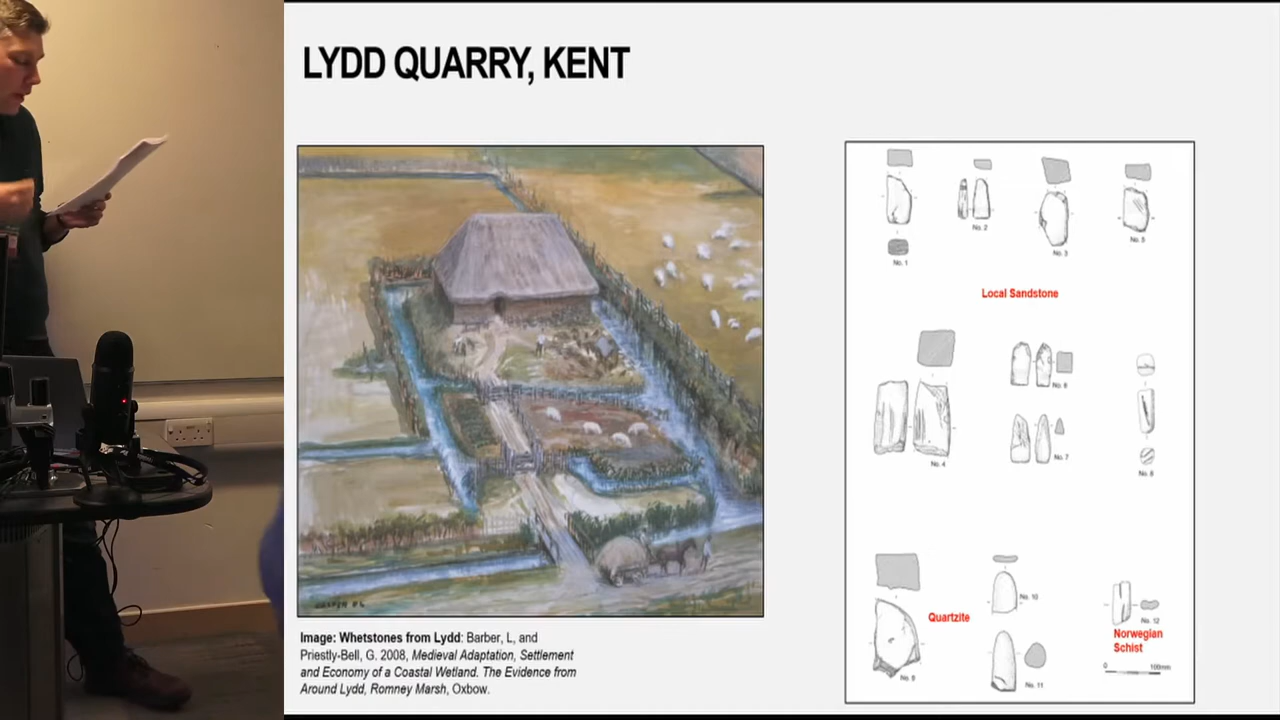 LYDD QUARRY, KENT
No. 1
No. 2
No. 3
No. 5
Local Sandstone
No. 4
No. 6
No. 7
No. 8
Quartzite
No. 9
No. 10
No. 11
No. 12
Norwegian
Schist
0 100mm
Image: Whetstones from Lydd: Barber, L, and
Priestly-Bell, G. 2008, Medieval Adaptation, Settlement
and Economy of a Coastal Wetland. The Evidence from
Around Lydd, Romney Marsh, Oxbow.